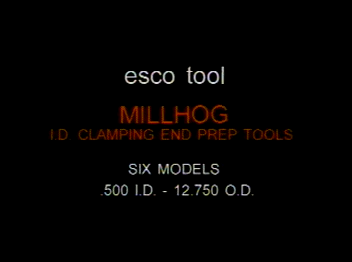 esco tool
MILLHOG
I.D. CLAMPING END PREP TOOLS
SIX MODELS
.500 I.D. - 12.750 O.D.